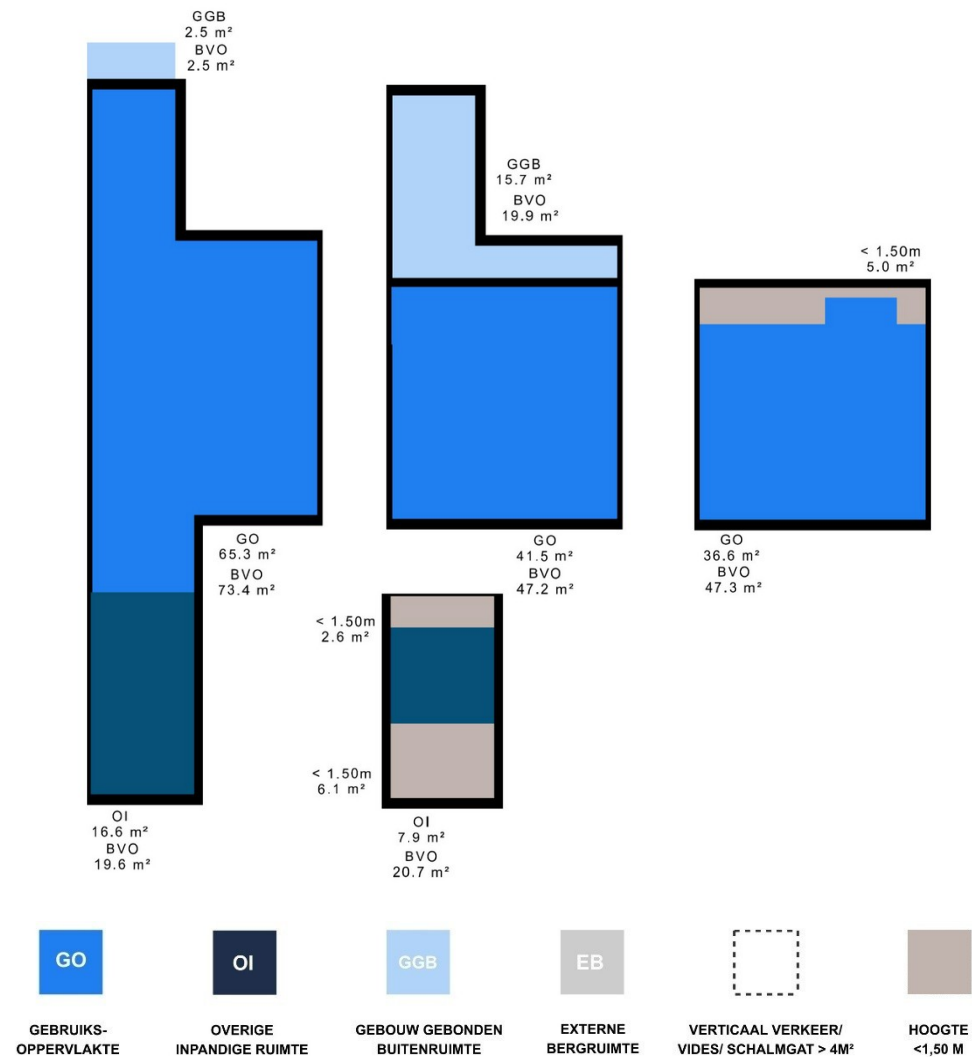 GGB
2.5 m²
BVO
2.5 m²
GGB
15.7 m²
BVO
19.9 m²
< 1.50m
5.0 m²
GO
65.3 m²
BVO
73.4 m²
GO
41.5 m²
BVO
47.2 m²
GO
36.6 m²
BVO
47.3 m²
< 1.50m
2.6 m²
< 1.50m
6.1 m²
OI
16.6 m²
BVO
19.6 m²
OI
7.9 m²
BVO
20.7 m²
GO
OI
GGB
EB
GEBRUIKS-
OPPERVLAKTE
OVERIGE
INPANDIGE RUIMTE
GEBOUW GEBONDEN
BUITENRUIMTE
EXTERNE
BERGRUIMTE
VERTICAAL VERKEER/
VIDES/ SCHALMGAT > 4M²
HOOGTE
<1,50 M